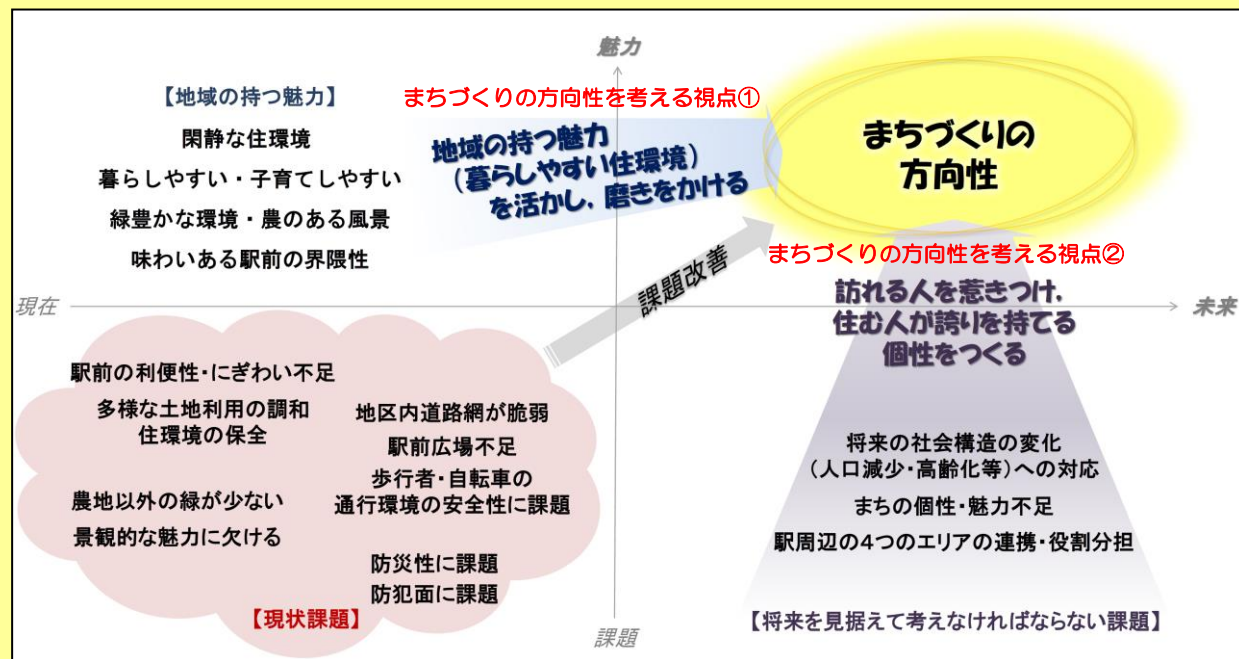 魅力
【地域の持つ魅力】
閑静な住環境
暮らしやすい・子育てしやすい
緑豊かな環境・農のある風景
味わいある駅前の界隈性
まちづくりの方向性を考える視点①
地域の持つ魅力
(暮らしやすい住環境)
を活かし,磨きをかける
まちづくりの
方向性
課題改善
まちづくりの方向性を考える視点②
訪れる人を惹きつけ,
住む人が誇りを持てる
個性をつくる
現在
未来
駅前の利便性・にぎわい不足
多様な土地利用の調和
住環境の保全
地区内道路網が脆弱
駅前広場不足
歩行者・自転車の
通行環境の安全性に課題
農地以外の緑が少ない
景観的な魅力に欠ける
防災性に課題
防犯面に課題
【現状課題】
将来の社会構造の変化
(人口減少・高齢化等)への対応
まちの個性・魅力不足
駅周辺の4つのエリアの連携・役割分担
【将来を見据えて考えなければならない課題】
課題